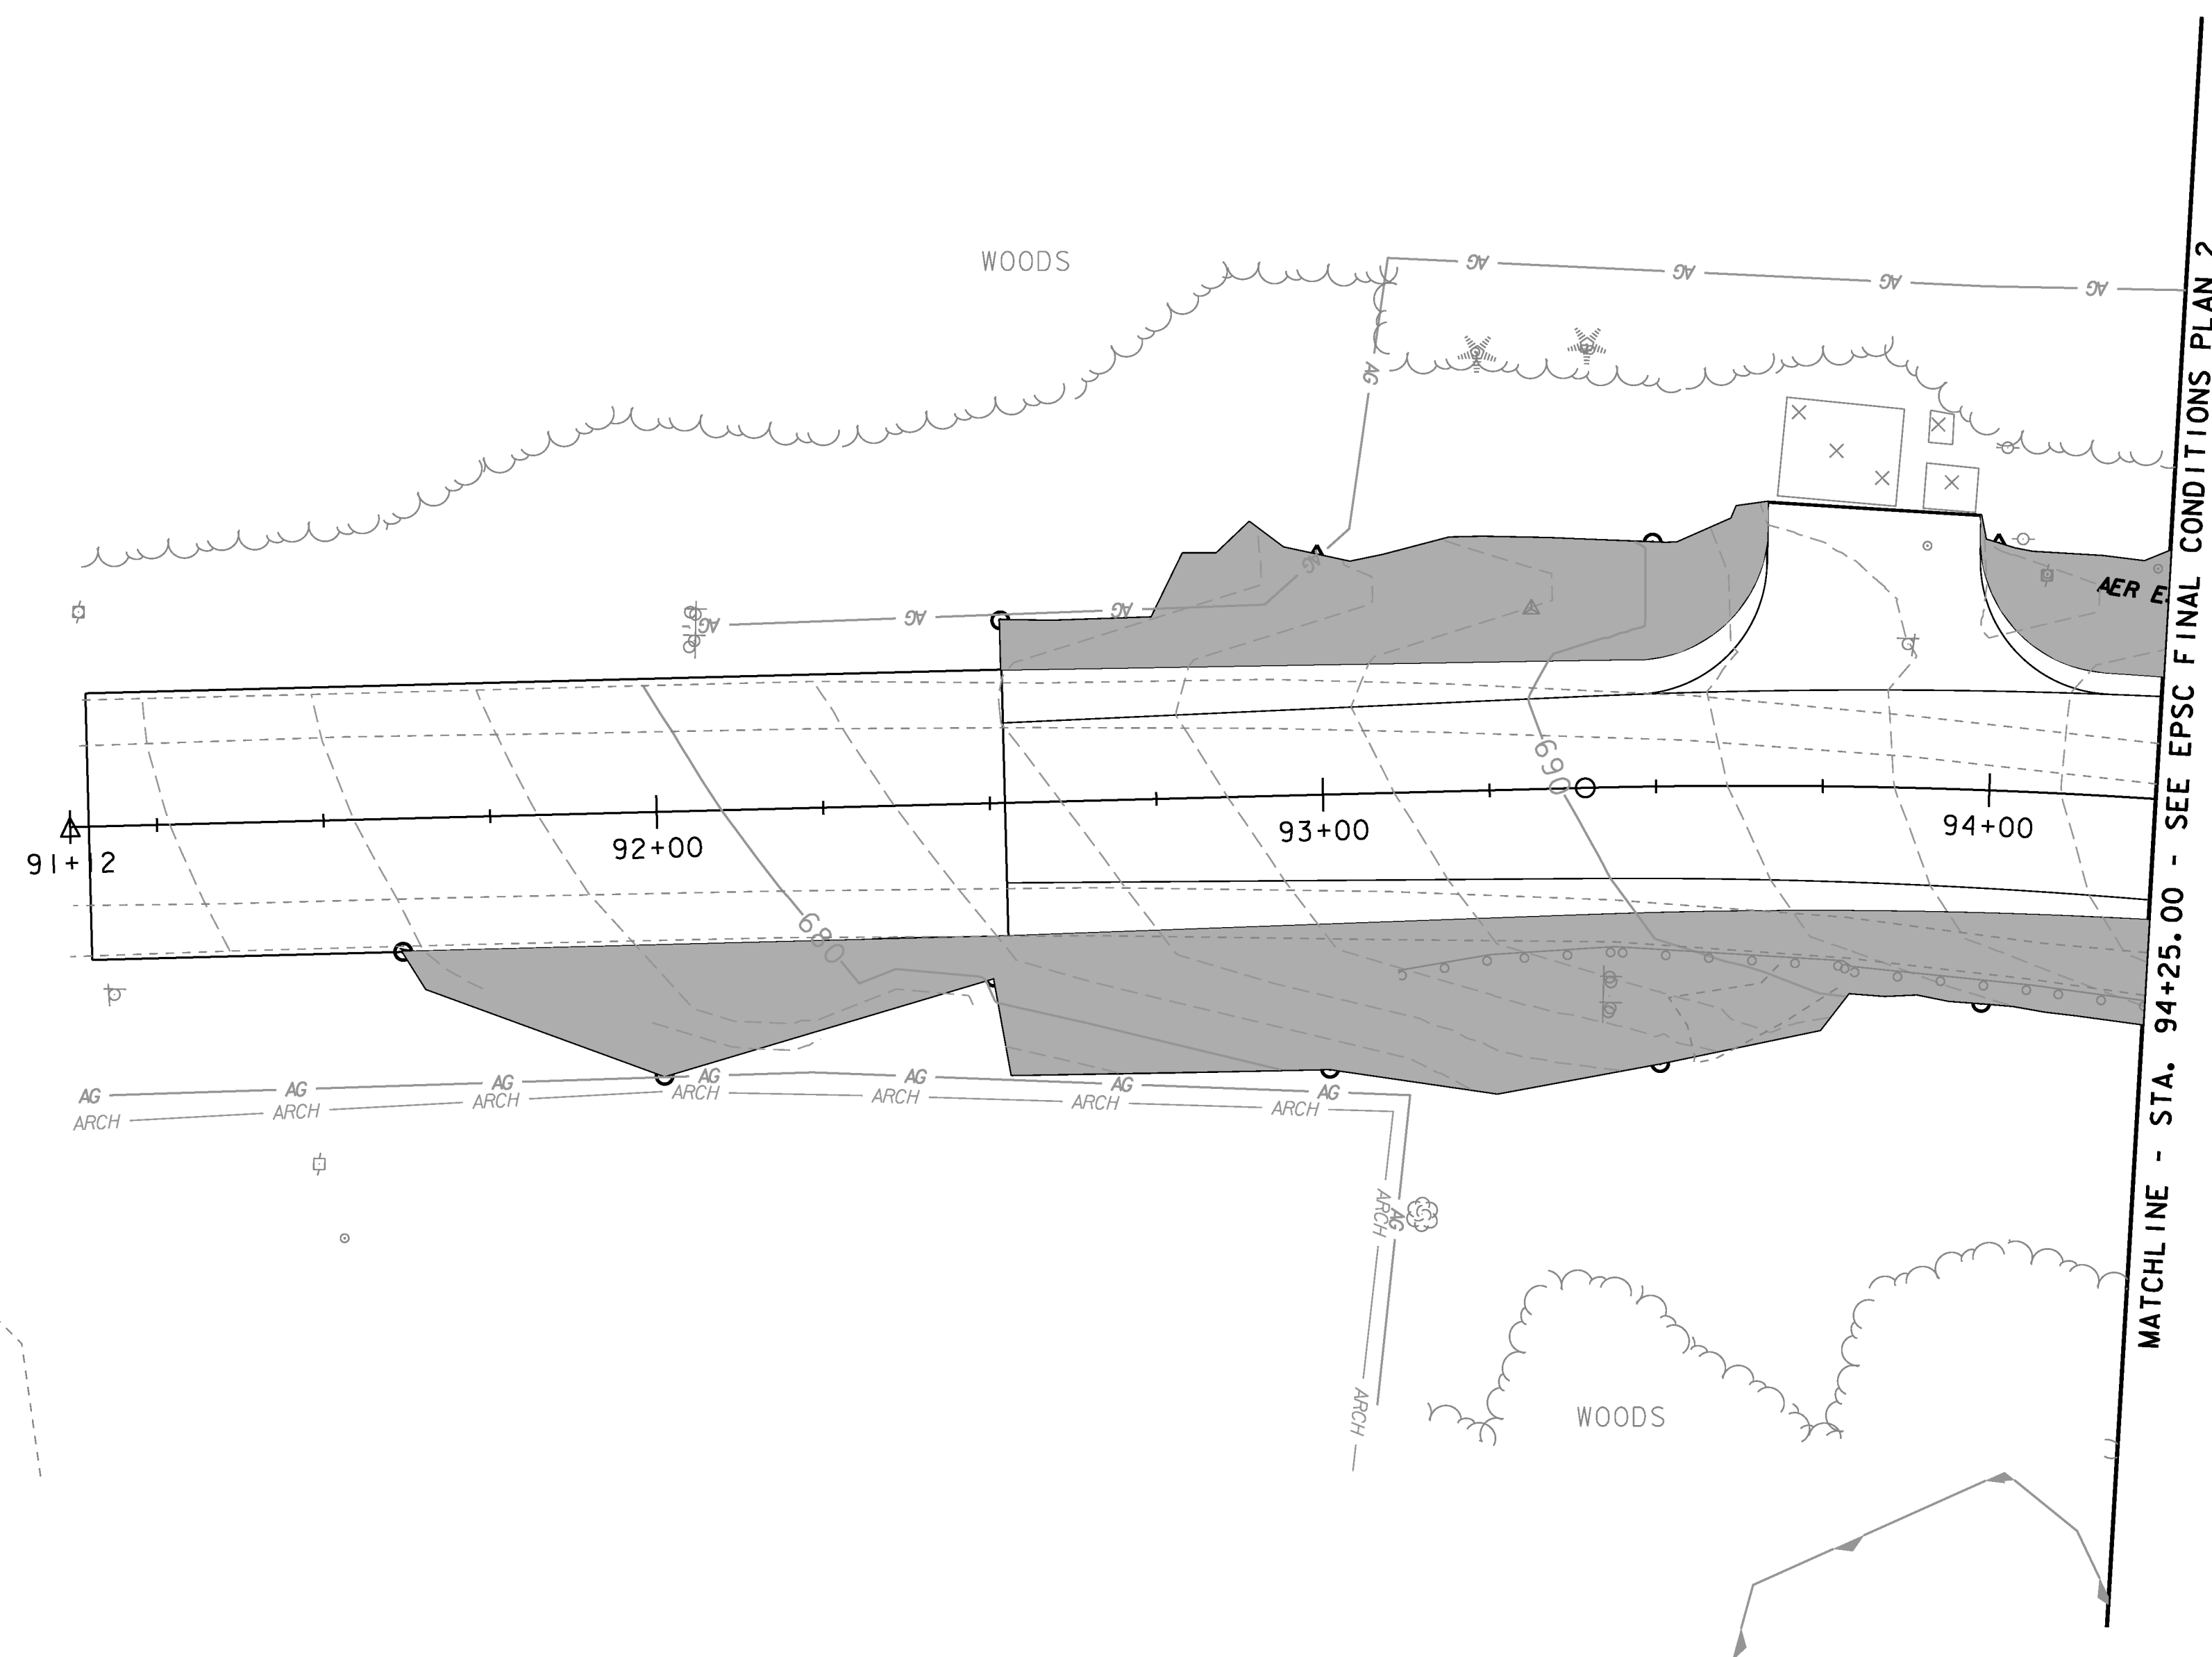 WOODS
AG AG AG AG
AG
AG
AG AG AG
AER E.
690
91+12
92+00
93+00
94+00
680
AG AG AG AG AG AG AG
ARCH ARCH ARCH ARCH ARCH ARCH ARCH
ARCH
AG
ARCH
WOODS
MATCHLINE - STA. 94+25.00 - SEE EPSC FINAL CONDITIONS PLAN 2